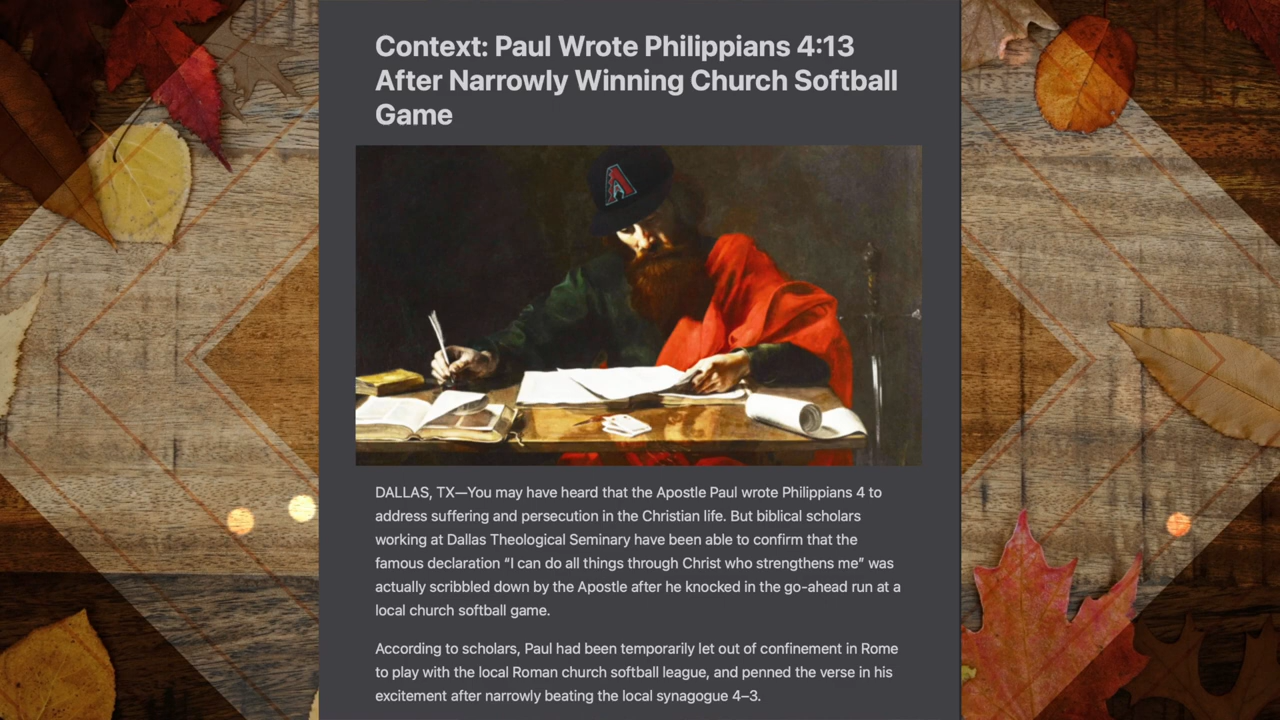 Context: Paul Wrote Philippians 4:13
After Narrowly Winning Church Softball
Game
A
DALLAS, TX—You may have heard that the Apostle Paul wrote Philippians 4 to
address suffering and persecution in the Christian life. But biblical scholars
working at Dallas Theological Seminary have been able to confirm that the
famous declaration “I can do all things through Christ who strengthens me” was
actually scribbled down by the Apostle after he knocked in the go-ahead run at a
local church softball game.
According to scholars, Paul had been temporarily let out of confinement in Rome
to play with the local Roman church softball league, and penned the verse in his
excitement after narrowly beating the local synagogue 4–3.